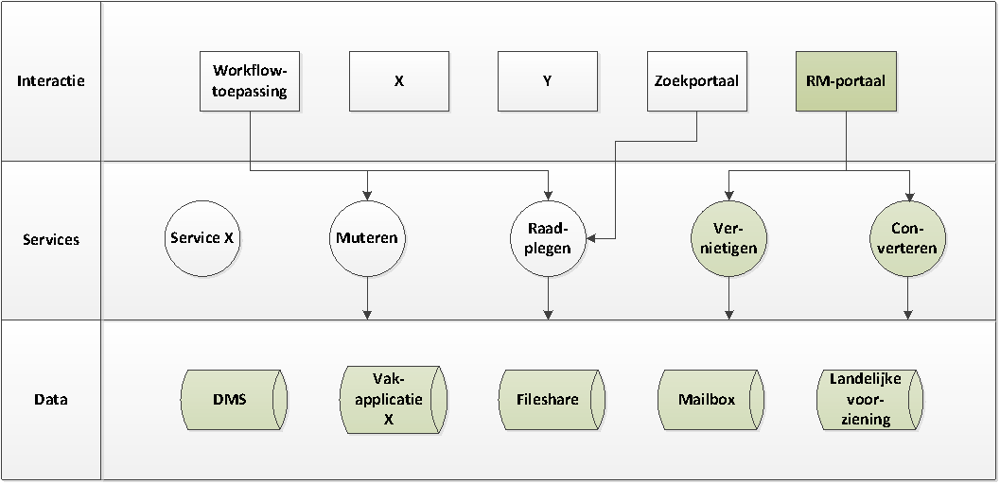 Interactie
Workflow-
toepassing
X
Y
Zoekportaal
RM-portaal
Services
Service X
Muteren
Raad-
plegen
Ver-
nietigen
Con-
verteren
Data
DMS
Vak-
applicatie
X
Fileshare
Mailbox
Landelijke
voor-
ziening